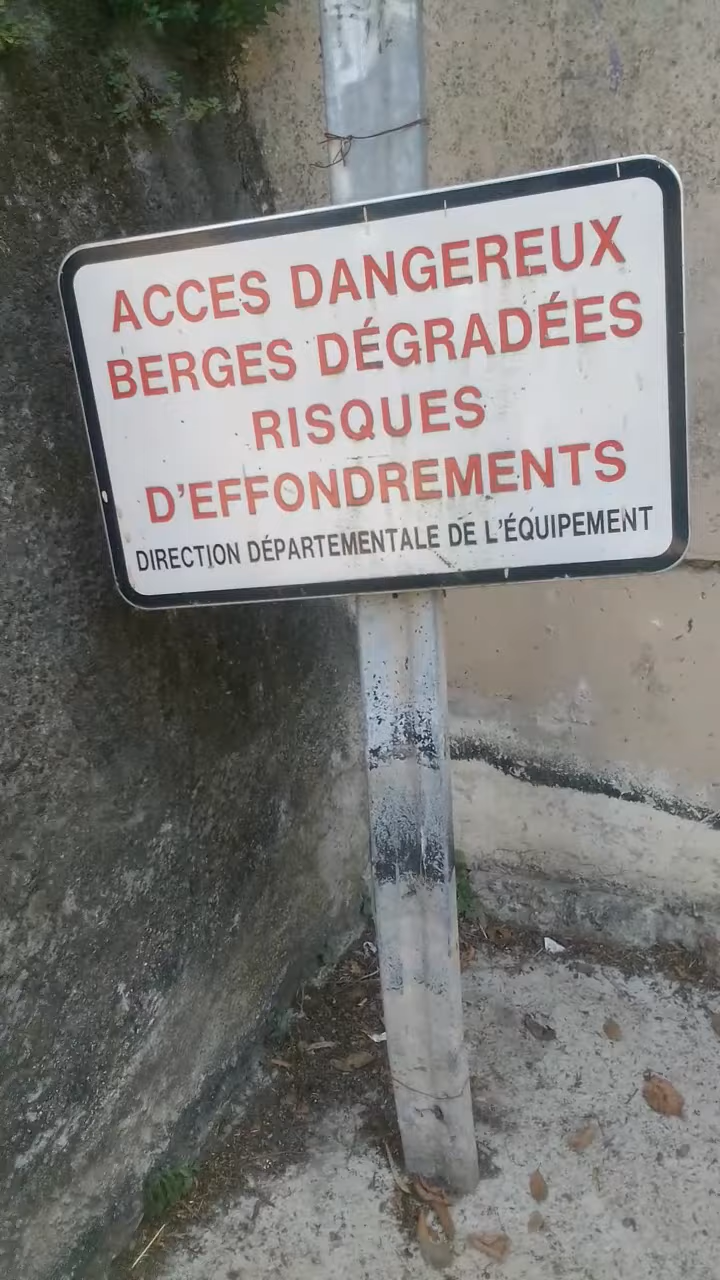 ACCES DANGEREUX
BERGES DÉGRADÉES
RISQUES
D'EFFONDREMENTS
DIRECTION DÉPARTEMENTALE DE L'ÉQUIPEMENT